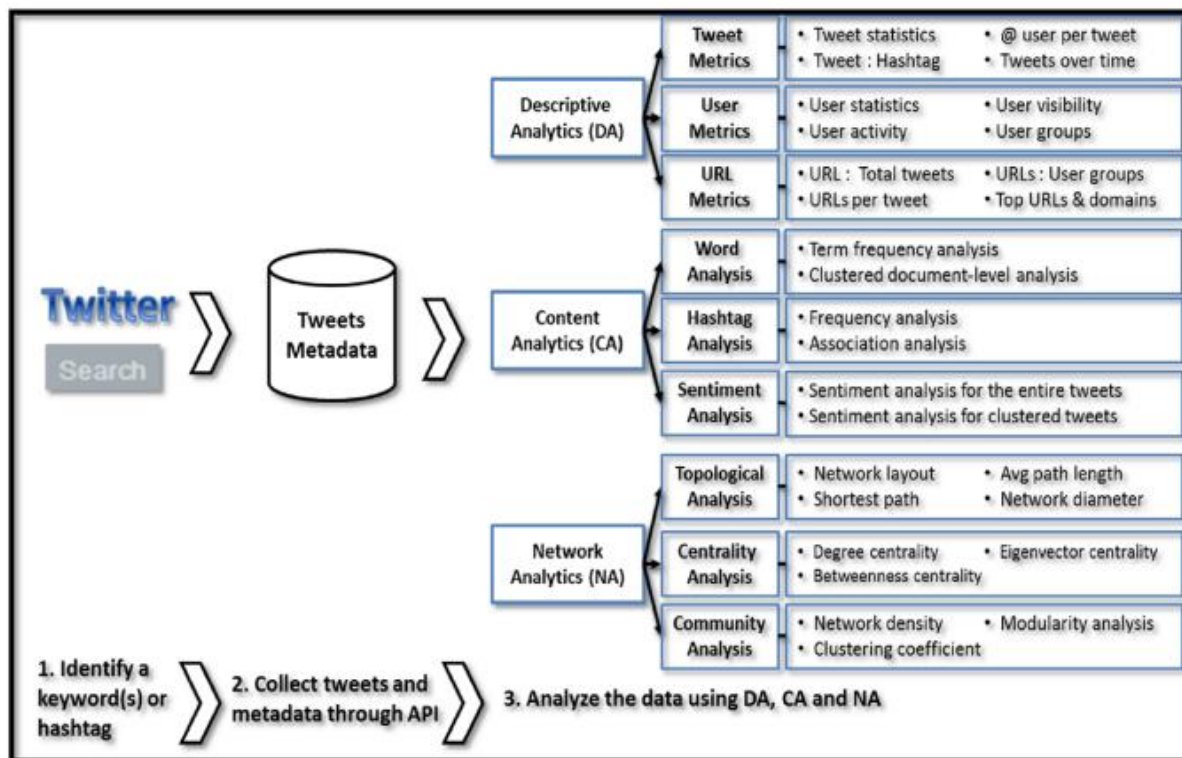 Tweet
Metrics
• Tweet statistics
• @ user per tweet
• Tweet : Hashtag
• Tweets over time
Descriptive
Analytics (DA)
User
Metrics
• User statistics
• User visibility
• User activity
• User groups
URL
Metrics
• URL : Total tweets
• URLs : User groups
• URLs per tweet
• Top URLs & domains
Twitter
Search
Tweets
Metadata
Content
Analytics (CA)
Word
Analysis
• Term frequency analysis
• Clustered document-level analysis
Hashtag
Analysis
• Frequency analysis
• Association analysis
Sentiment
Analysis
• Sentiment analysis for the entire tweets
• Sentiment analysis for clustered tweets
Network
Analytics (NA)
Topological
Analysis
• Network layout
• Avg path length
• Shortest path
• Network diameter
Centrality
Analysis
• Degree centrality
• Eigenvector centrality
• Betweenness centrality
Community
Analysis
• Network density
• Modularity analysis
• Clustering coefficient
1. Identify a
keyword(s) or
hashtag
2. Collect tweets and
metadata through API
3. Analyze the data using DA, CA and NA